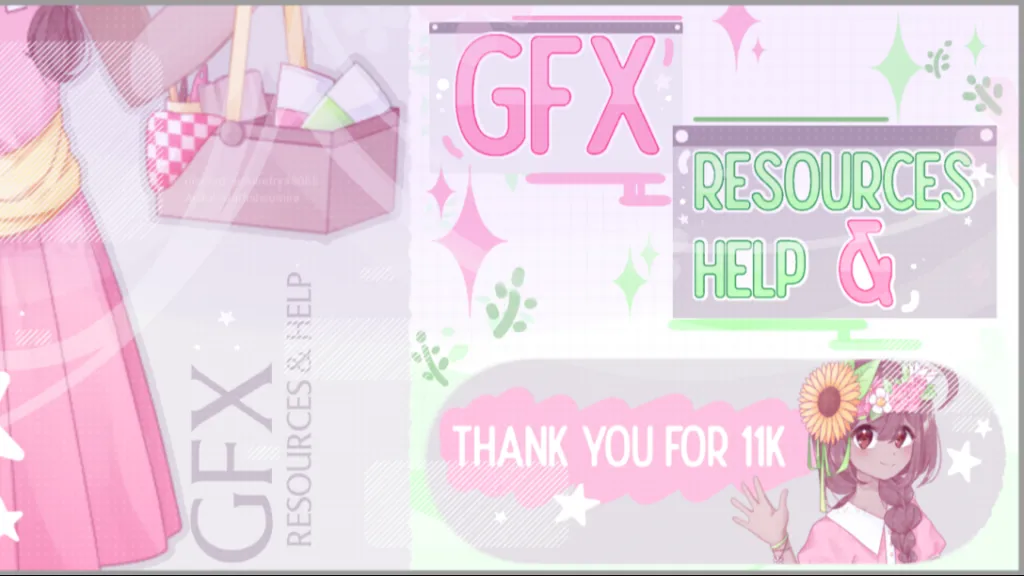 GFX
RESOURCES
HELP &
THANK YOU FOR 11K
GFX
RESOURCES & HELP